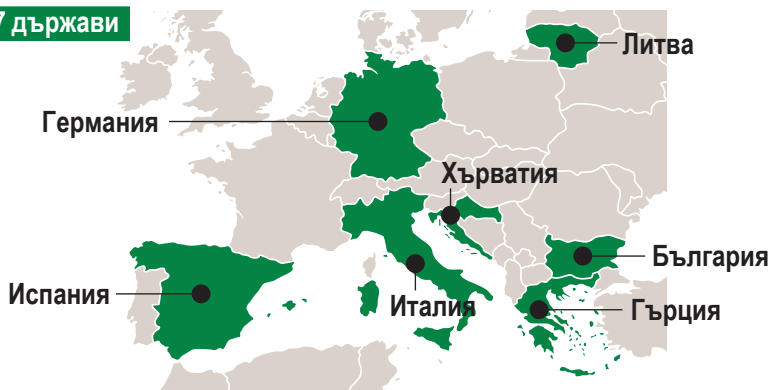 7 държави
Литва
Германия
Хърватия
България
Испания
Италия
Гърция